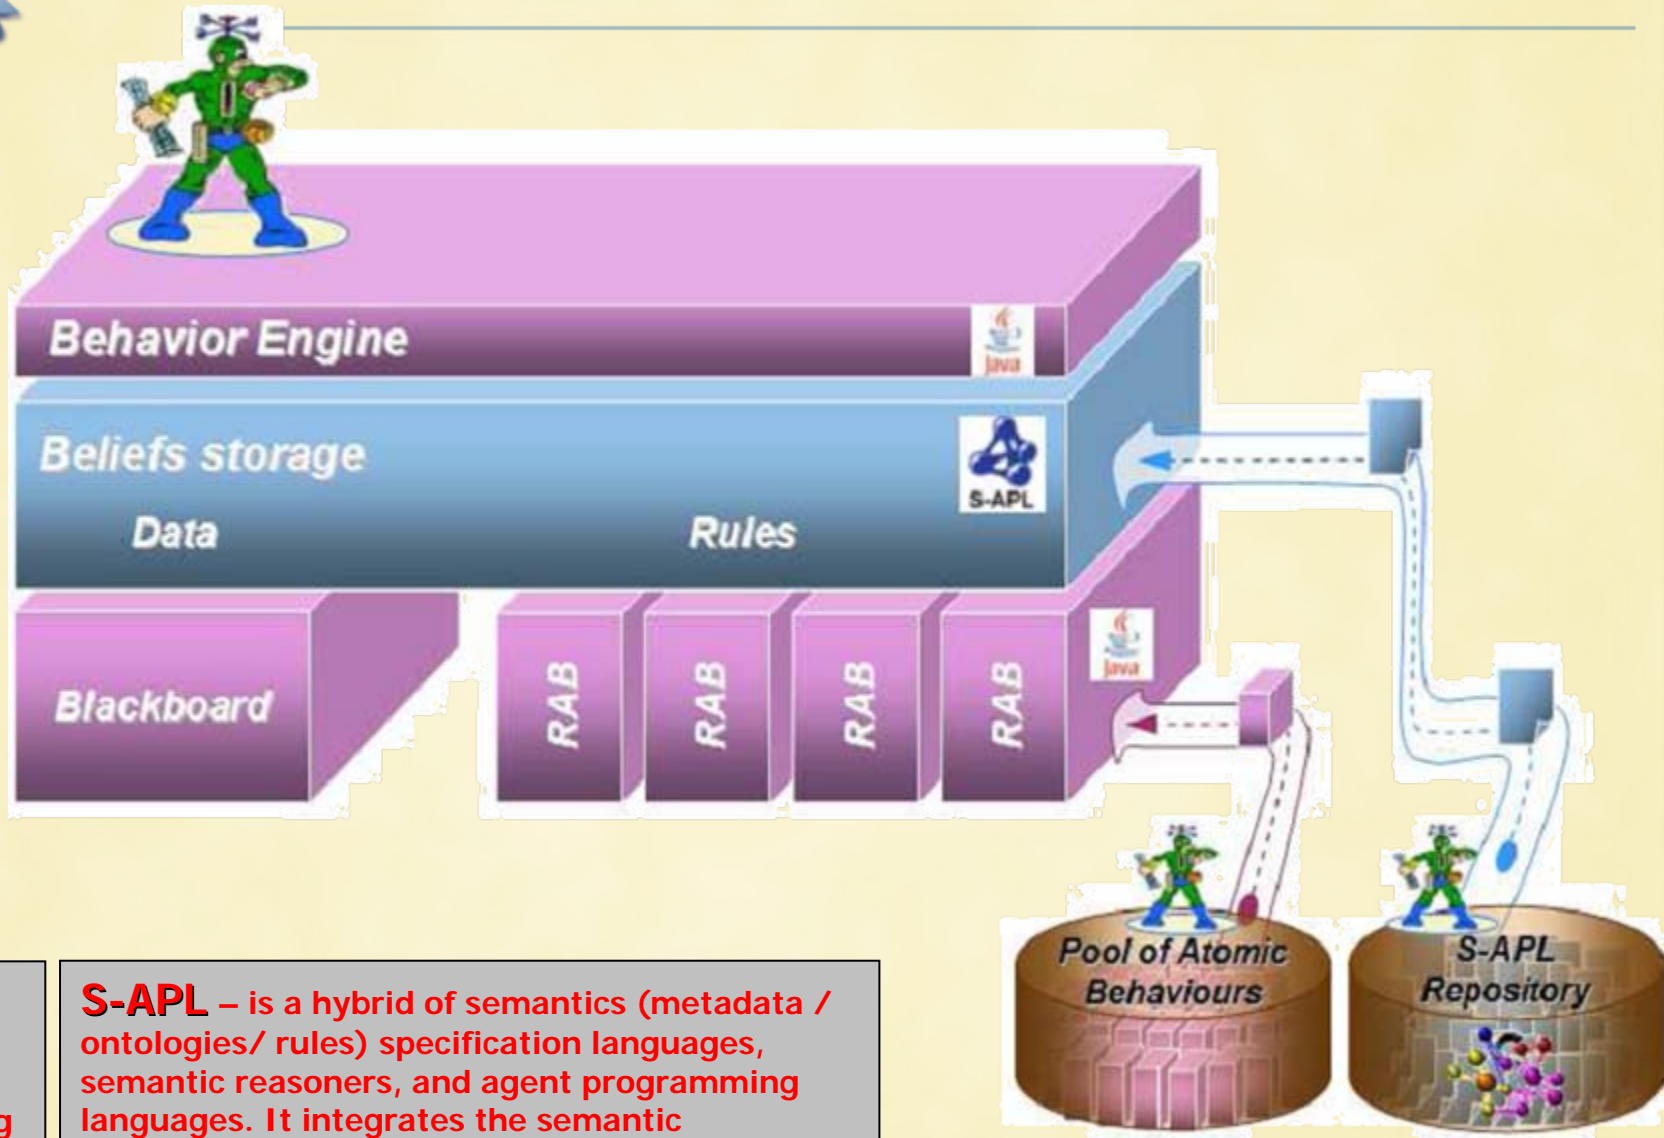 Behavior Engine
Java
Beliefs storage
S-APL
Data
Rules
Blackboard
RAB
RAB
RAB
RAB
Java
Pool of Atomic
Behaviours
S-APL
Repository
g
S-APL – is a hybrid of semantics (metadata /
ontologies/ rules) specification languages,
semantic reasoners, and agent programming
languages. It integrates the semantic